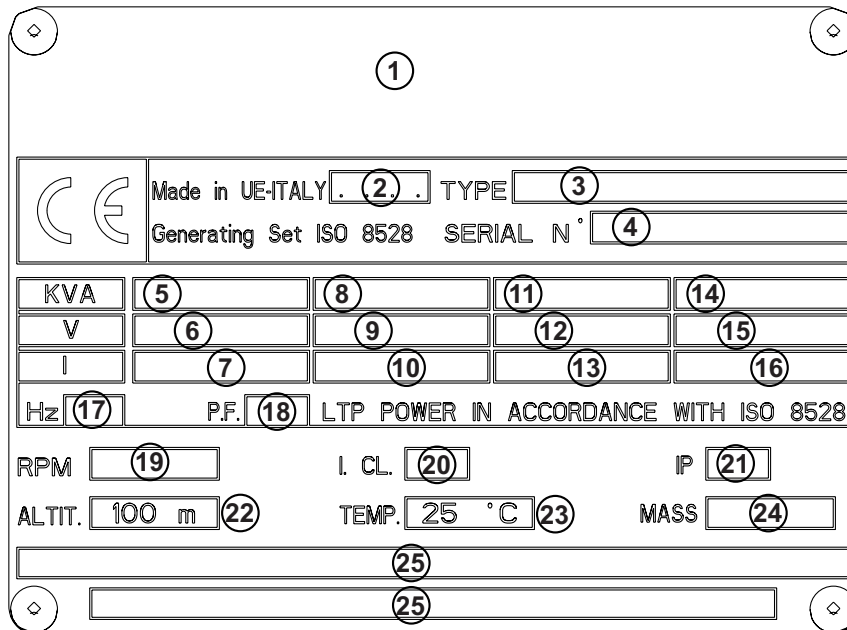 1
CE Made in UE-ITALY . 2 . . TYPE 3
Generating Set ISO 8528 SERIAL N° 4
KVA 5 8 11 14
V 6 9 12 15
I 7 10 13 16
Hz 17 P.F. 18 LTP POWER IN ACCORDANCE WITH ISO 8528
RPM 19 I. CL. 20 IP 21
ALTIT. 100 m 22 TEMP. 25 °C 23 MASS 24
25
25